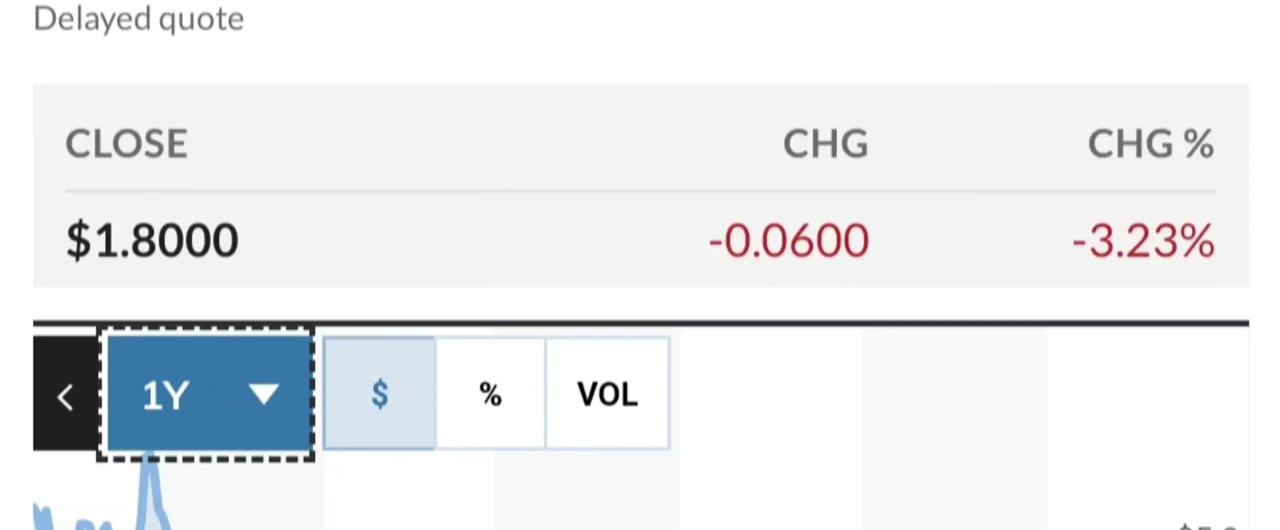 Delayed quote
CLOSE CHG CHG %
$1.8000 -0.0600 -3.23%
1Y $ % VOL